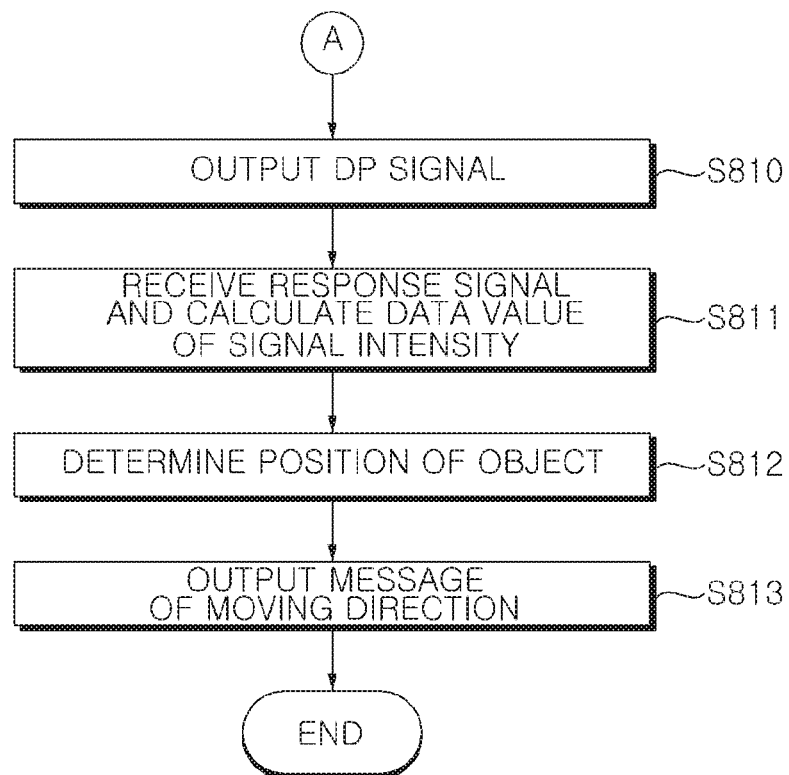 A
OUTPUT DP SIGNAL
S810
RECEIVE RESPONSE SIGNAL
AND CALCULATE DATA VALUE
OF SIGNAL INTENSITY
S811
DETERMINE POSITION OF OBJECT
S812
OUTPUT MESSAGE
OF MOVING DIRECTION
S813
END